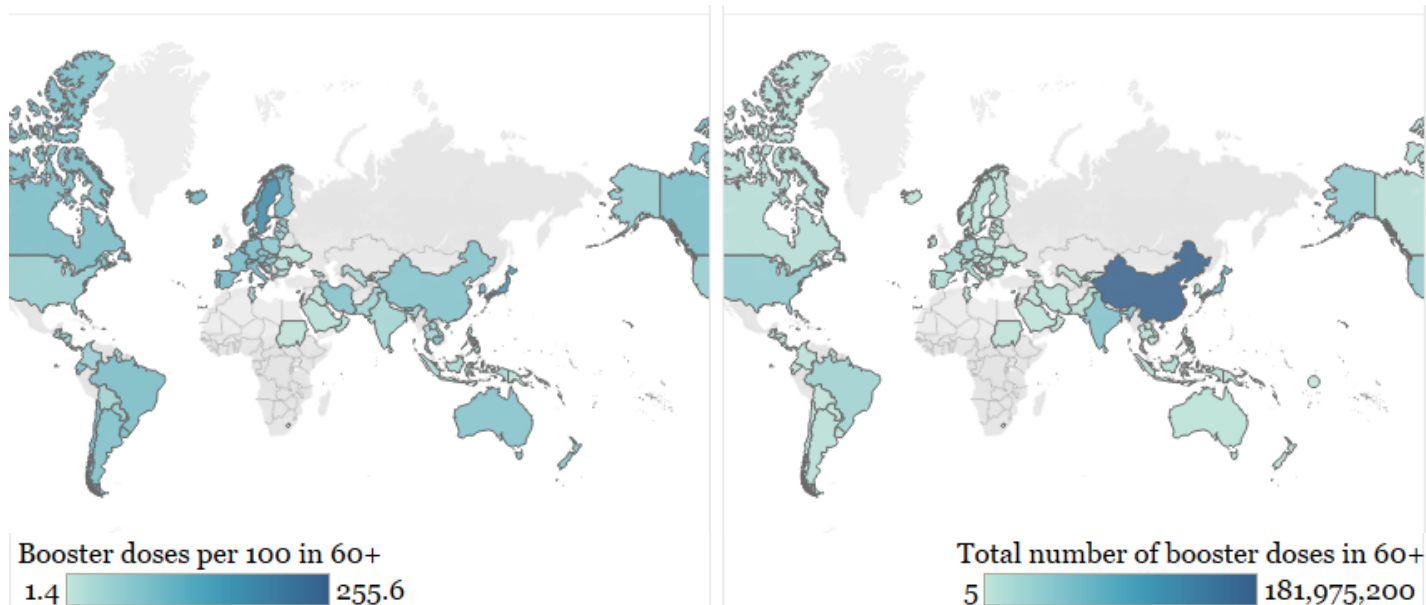 Booster doses per 100 in 60+
1.4 255.6
Total number of booster doses in 60+
5 181,975,200